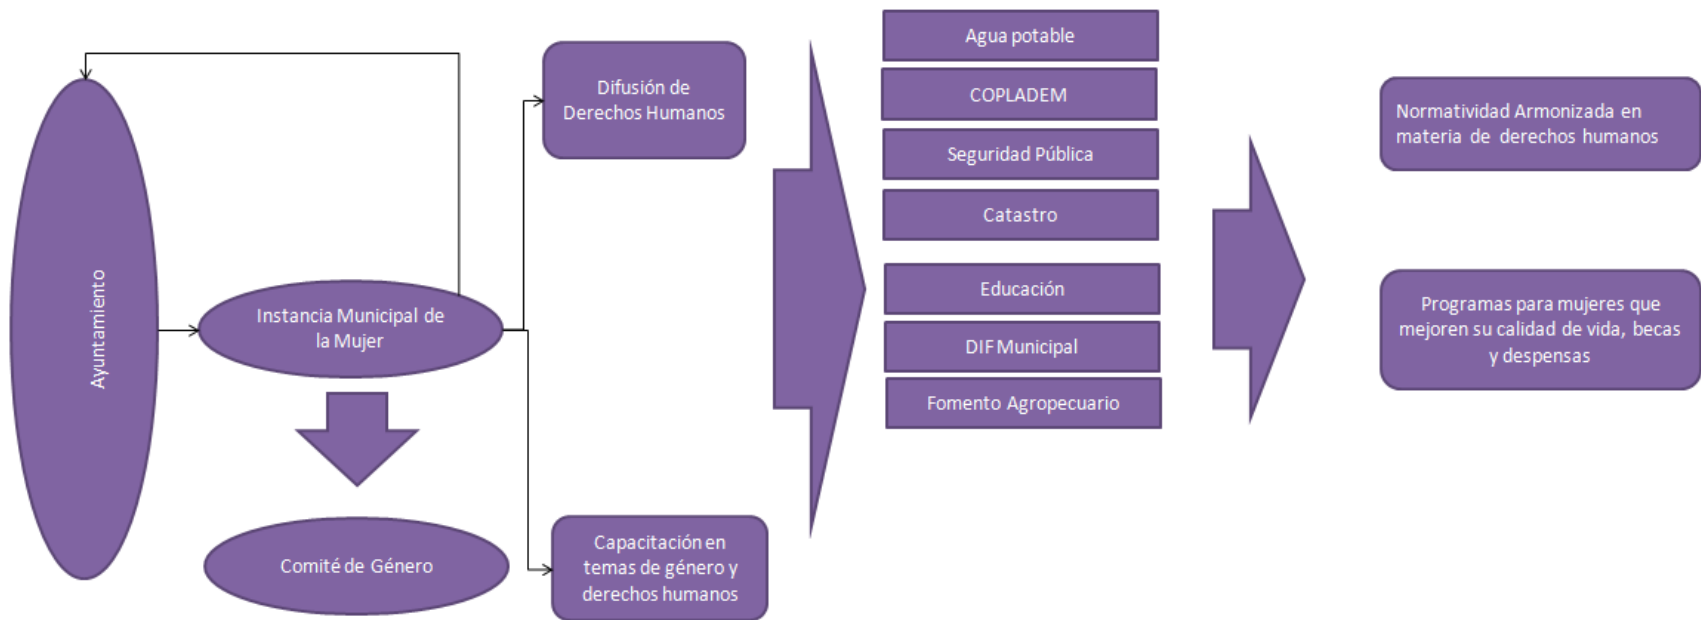 Ayuntamiento
Instancia Municipal de
la Mujer
Comité de Género
Difusión de
Derechos Humanos
Capacitación en
temas de género y
derechos humanos
Agua potable
COPLADEM
Seguridad Pública
Catastro
Educación
DIF Municipal
Fomento Agropecuario
Normatividad Armonizada en
materia de derechos humanos
Programas para mujeres que
mejoren su calidad de vida, becas
y despensas